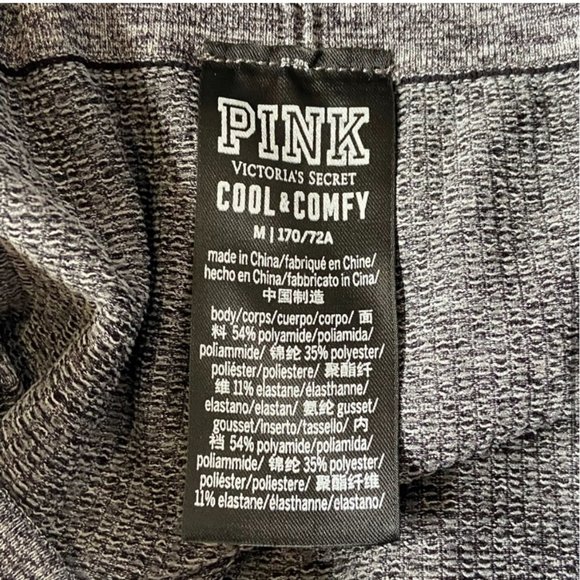 PINK
VICTORIA'S SECRET
COOL & COMFY
M | 170/72A
made in China/fabriqué en Chine/
hecho en China/fabbricato in Cina/
中国制造
body/corps/cuerpo/corpo/ 面
料 54% polyamide/poliamida/
poliammide/ 锦纶 35% polyester/
poliéster/poliestere/ 聚酯纤
维 11% elastane/élasthanne/
elastano/elastan/ 氨纶 gusset/
gousset/inserto/tassello/ 内
裆 54% polyamide/poliamida/
poliammide/ 锦纶 35% polyester/
poliéster/poliestere/ 聚酯纤维
11% elastane/élasthanne/elastano/